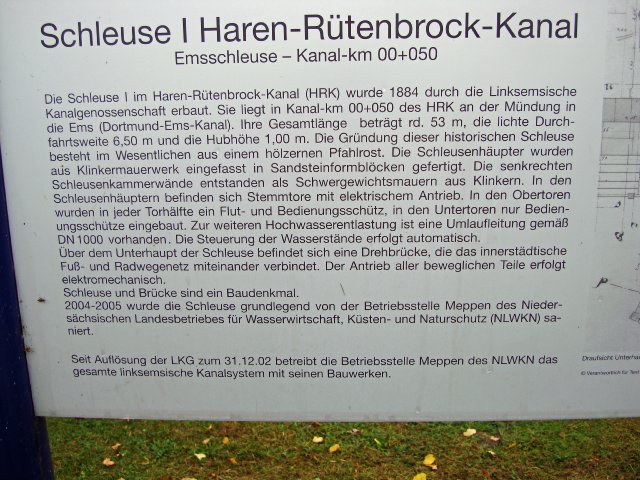 Schleuse I Haren-Rütenbrock-Kanal
Emsschleuse – Kanal-km 00+050
Die Schleuse I im Haren-Rütenbrock-Kanal (HRK) wurde 1884 durch die Linksemsische
Kanalgenossenschaft erbaut. Sie liegt in Kanal-km 00+050 des HRK an der Mündung in
die Ems (Dortmund-Ems-Kanal). Ihre Gesamtlänge beträgt rd. 53 m, die lichte Durch-
fahrtsweite 6,50 m und die Hubhöhe 1,00 m. Die Gründung dieser historischen Schleuse
besteht im Wesentlichen aus einem hölzernen Pfahlrost. Die Schleusenhäupter wurden
aus Klinkermauerwerk eingefasst in Sandsteinformblöcken gefertigt. Die senkrechten
Schleusenkammerwände entstanden als Schwergewichtsmauern aus Klinkern. In den
Schleusenhäuptern befinden sich Stemmtore mit elektrischem Antrieb. In den Obertoren
wurden in jeder Torhälfte ein Flut- und Bedienungsschütz, in den Untertoren nur Bedien-
ungsschütze eingebaut. Zur weiteren Hochwasserentlastung ist eine Umlaufleitung gemäß
DN 1000 vorhanden. Die Steuerung der Wasserstände erfolgt automatisch.
Über dem Unterhaupt der Schleuse befindet sich eine Drehbrücke, die das innerstädtische
Fuß- und Radwegenetz miteinander verbindet. Der Antrieb aller beweglichen Teile erfolgt
elektromechanisch.
Schleuse und Brücke sind ein Baudenkmal.
2004-2005 wurde die Schleuse grundlegend von der Betriebsstelle Meppen des Nieder-
sächsischen Landesbetriebes für Wasserwirtschaft, Küsten- und Naturschutz (NLWKN) sa-
niert.
Seit Auflösung der LKG zum 31.12.02 betreibt die Betriebsstelle Meppen des NLWKN das
gesamte linksemsische Kanalsystem mit seinen Bauwerken.
Draufsicht Unterhau
© Verantwortlich für Text